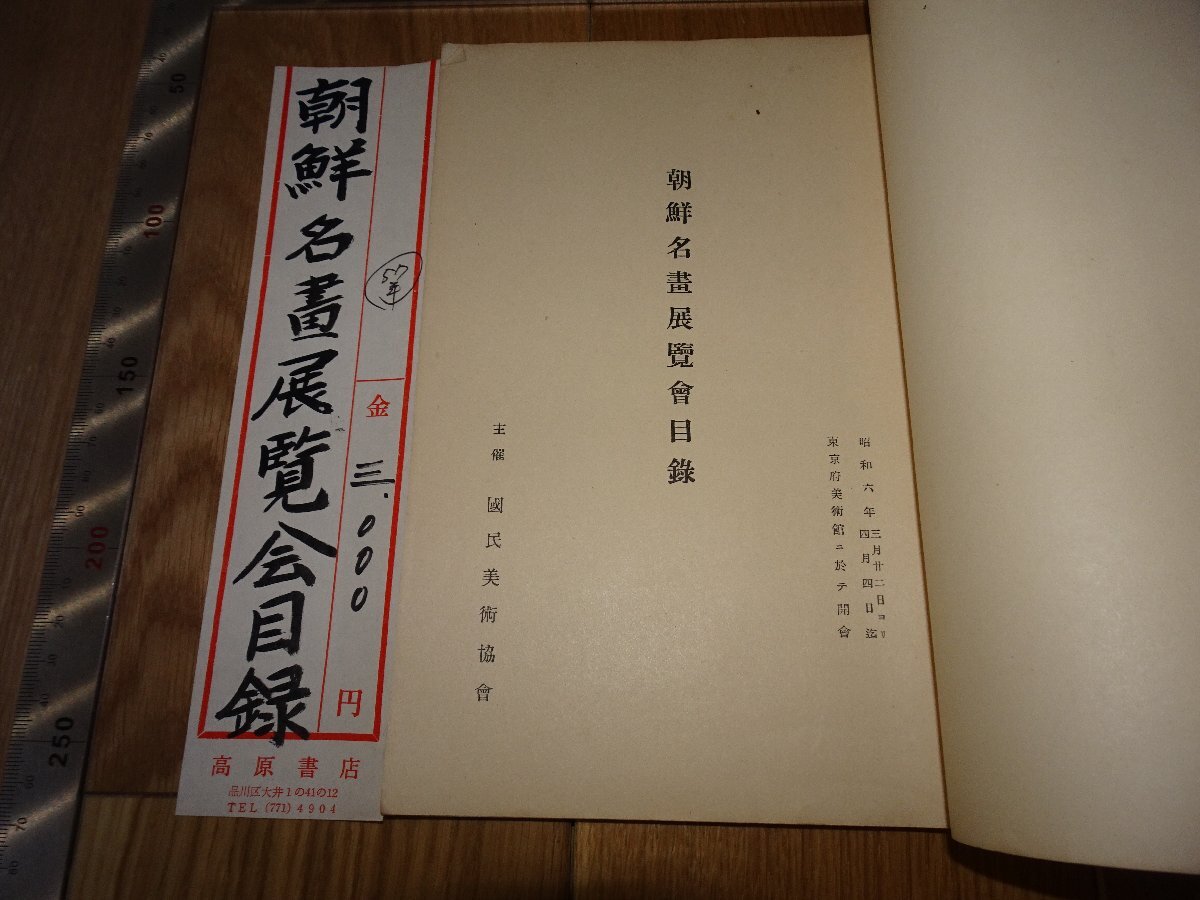 朝鮮名畫展覧会目録
57年
金 三.000 円
高原書店
品川区大井1の41の12
TEL (771) 4904
昭和六年 三月廿二日ヨリ 四月四日迄
東京府美術館ニ於テ開會
朝鮮名畫展覽會目錄
主催 國民美術協會
50
100
150
200
250